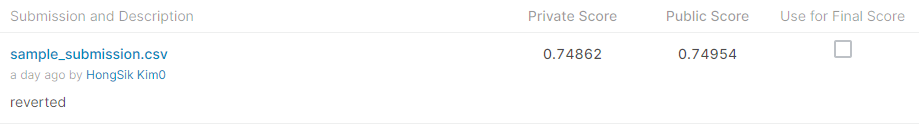 Submission and Description Private Score Public Score Use for Final Score
sample_submission.csv 0.74862 0.74954
a day ago by HongSik Kim0
reverted